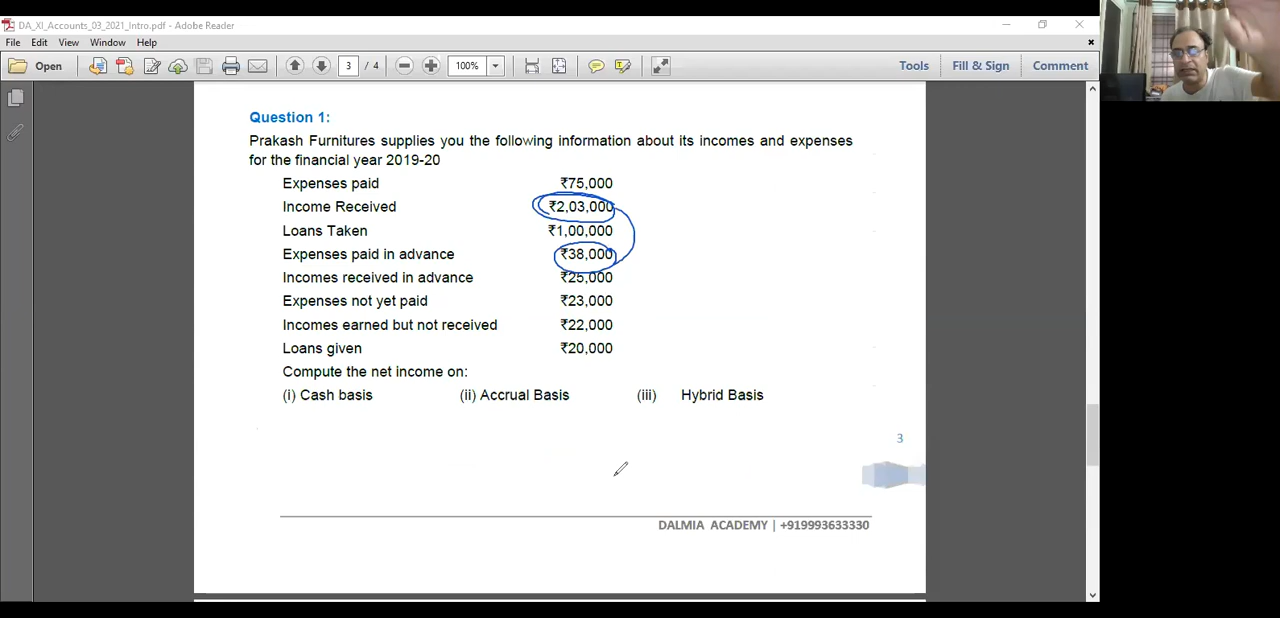 DA_XI_Accounts_03_2021_Intro.pdf - Adobe Reader
File Edit View Window Help
Open 3 / 4 100% Tools Fill & Sign Comment
Question 1:
Prakash Furnitures supplies you the following information about its incomes and expenses
for the financial year 2019-20
Expenses paid ₹75,000
Income Received ₹2,03,000
Loans Taken ₹1,00,000
Expenses paid in advance ₹38,000
Incomes received in advance ₹25,000
Expenses not yet paid ₹23,000
Incomes earned but not received ₹22,000
Loans given ₹20,000
Compute the net income on:
(i) Cash basis (ii) Accrual Basis (iii) Hybrid Basis
3
DALMIA ACADEMY | +919993633330